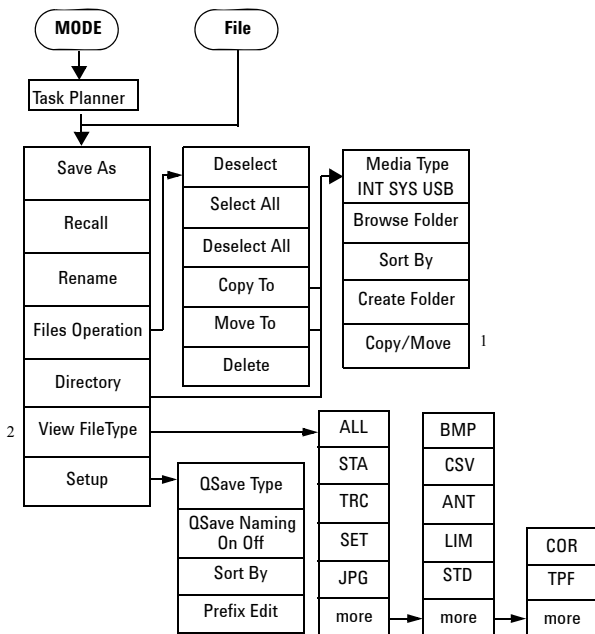 MODE
File
Task Planner
Save As
Recall
Rename
Files Operation
Directory
2
View FileType
Setup
Deselect
Select All
Deselect All
Copy To
Move To
Delete
Media Type
INT SYS USB
Browse Folder
Sort By
Create Folder
Copy/Move
1
QSave Type
QSave Naming
On Off
Sort By
Prefix Edit
ALL
STA
TRC
SET
JPG
more
BMP
CSV
ANT
LIM
STD
more
COR
TPF
more